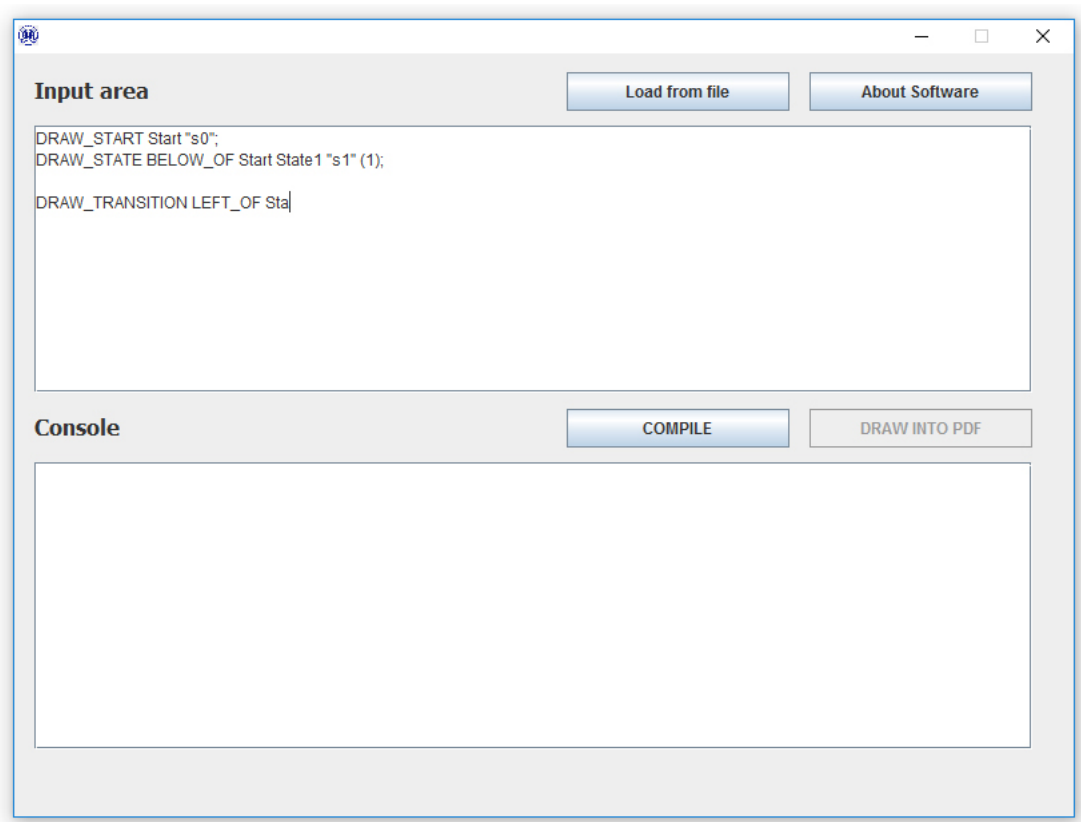 Input area
Load from file
About Software
DRAW_START Start "s0";
DRAW_STATE BELOW_OF Start State1 "s1" (1);
DRAW_TRANSITION LEFT_OF Sta
Console
COMPILE
DRAW INTO PDF